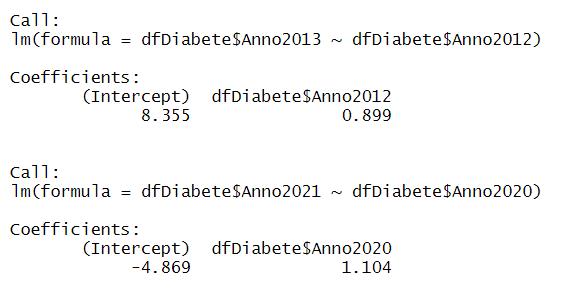 Call:
lm(formula = dfDiabete$Anno2013 ~ dfDiabete$Anno2012)
Coefficients:
(Intercept) dfDiabete$Anno2012
8.355 0.899
Call:
lm(formula = dfDiabete$Anno2021 ~ dfDiabete$Anno2020)
Coefficients:
(Intercept) dfDiabete$Anno2020
-4.869 1.104